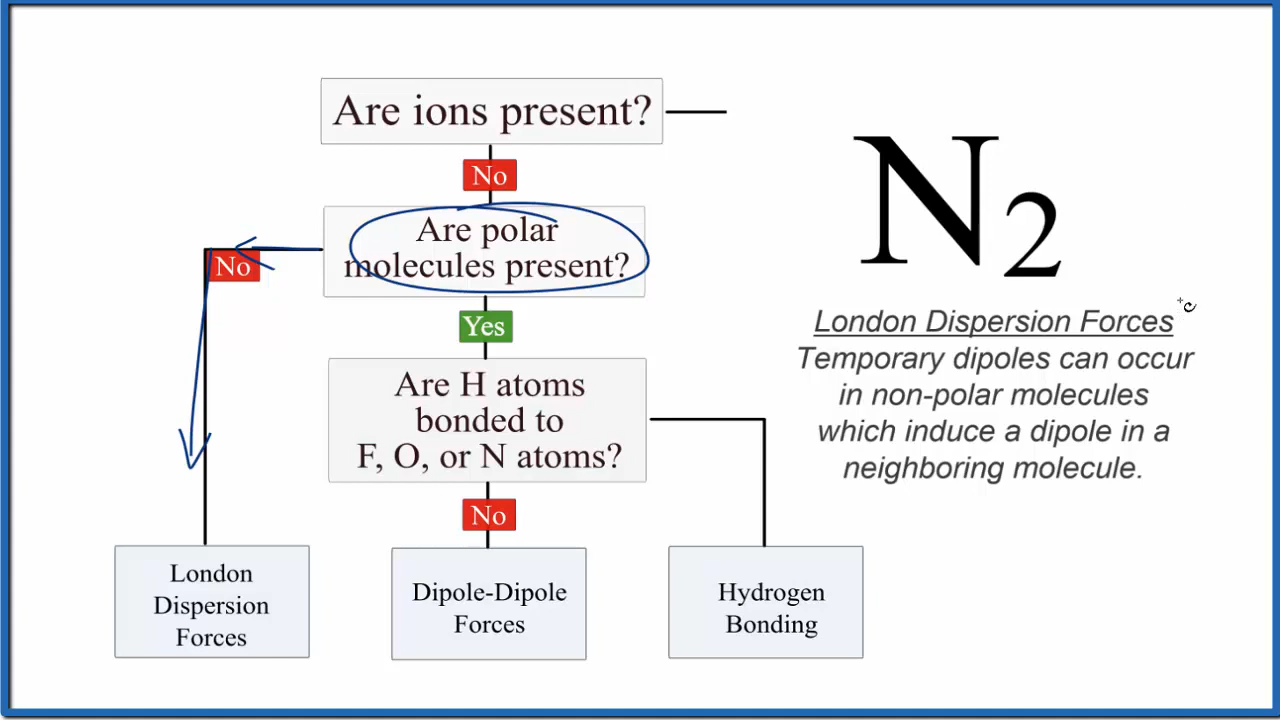 Are ions present?
No
Are polar
molecules present?
No
Yes
Are H atoms
bonded to
F, O, or N atoms?
No
London
Dispersion
Forces
Dipole-Dipole
Forces
Hydrogen
Bonding
N2
London Dispersion Forces
Temporary dipoles can occur
in non-polar molecules
which induce a dipole in a
neighboring molecule.